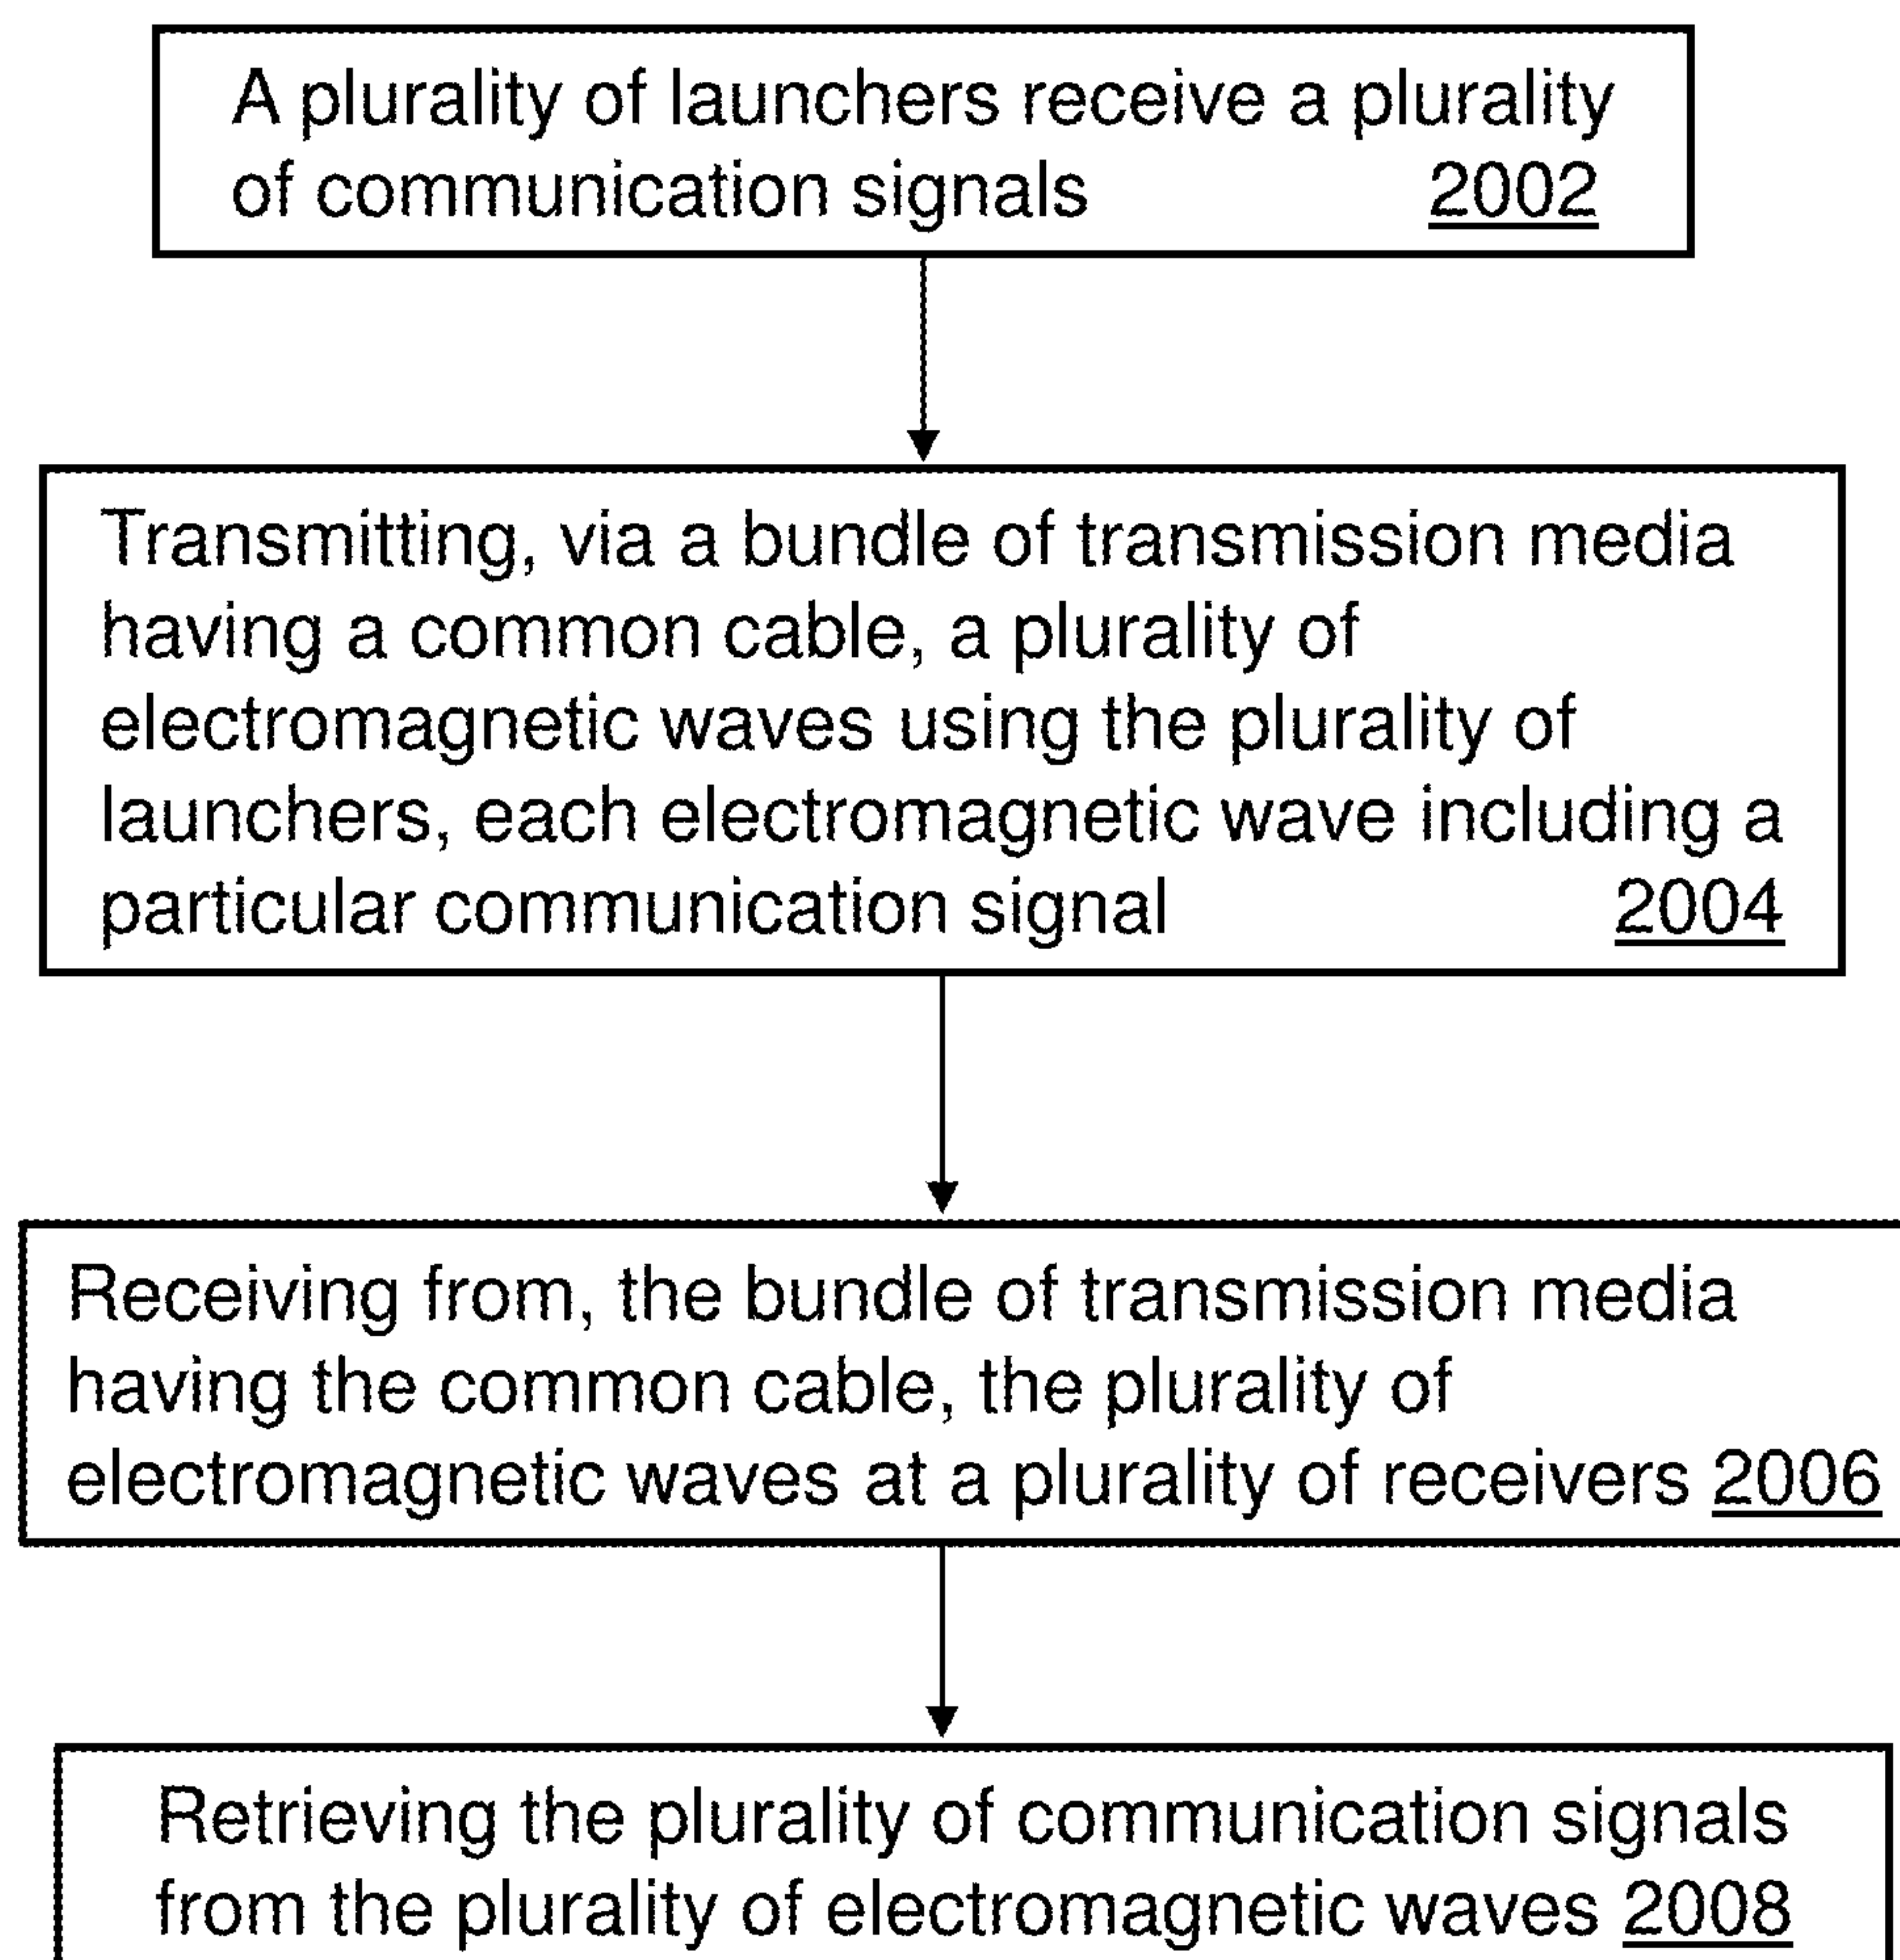 A plurality of launchers receive a plurality
of communication signals 2002
Transmitting, via a bundle of transmission media
having a common cable, a plurality of
electromagnetic waves using the plurality of
launchers, each electromagnetic wave including a
particular communication signal 2004
Receiving from, the bundle of transmission media
having the common cable, the plurality of
electromagnetic waves at a plurality of receivers 2006
Retrieving the plurality of communication signals
from the plurality of electromagnetic waves 2008